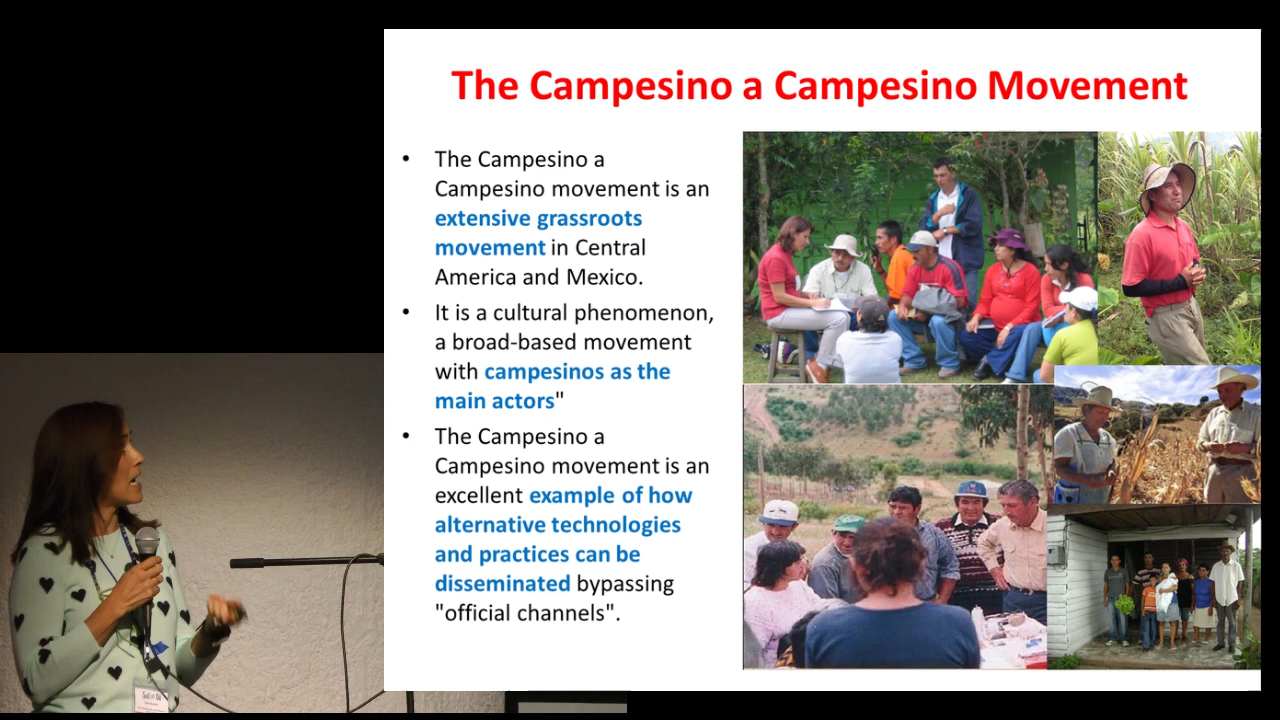 The Campesino a Campesino Movement
• The Campesino a
Campesino movement is an
extensive grassroots
movement in Central
America and Mexico.
• It is a cultural phenomenon,
a broad-based movement
with campesinos as the
main actors"
• The Campesino a
Campesino movement is an
excellent example of how
alternative technologies
and practices can be
disseminated bypassing
"official channels".